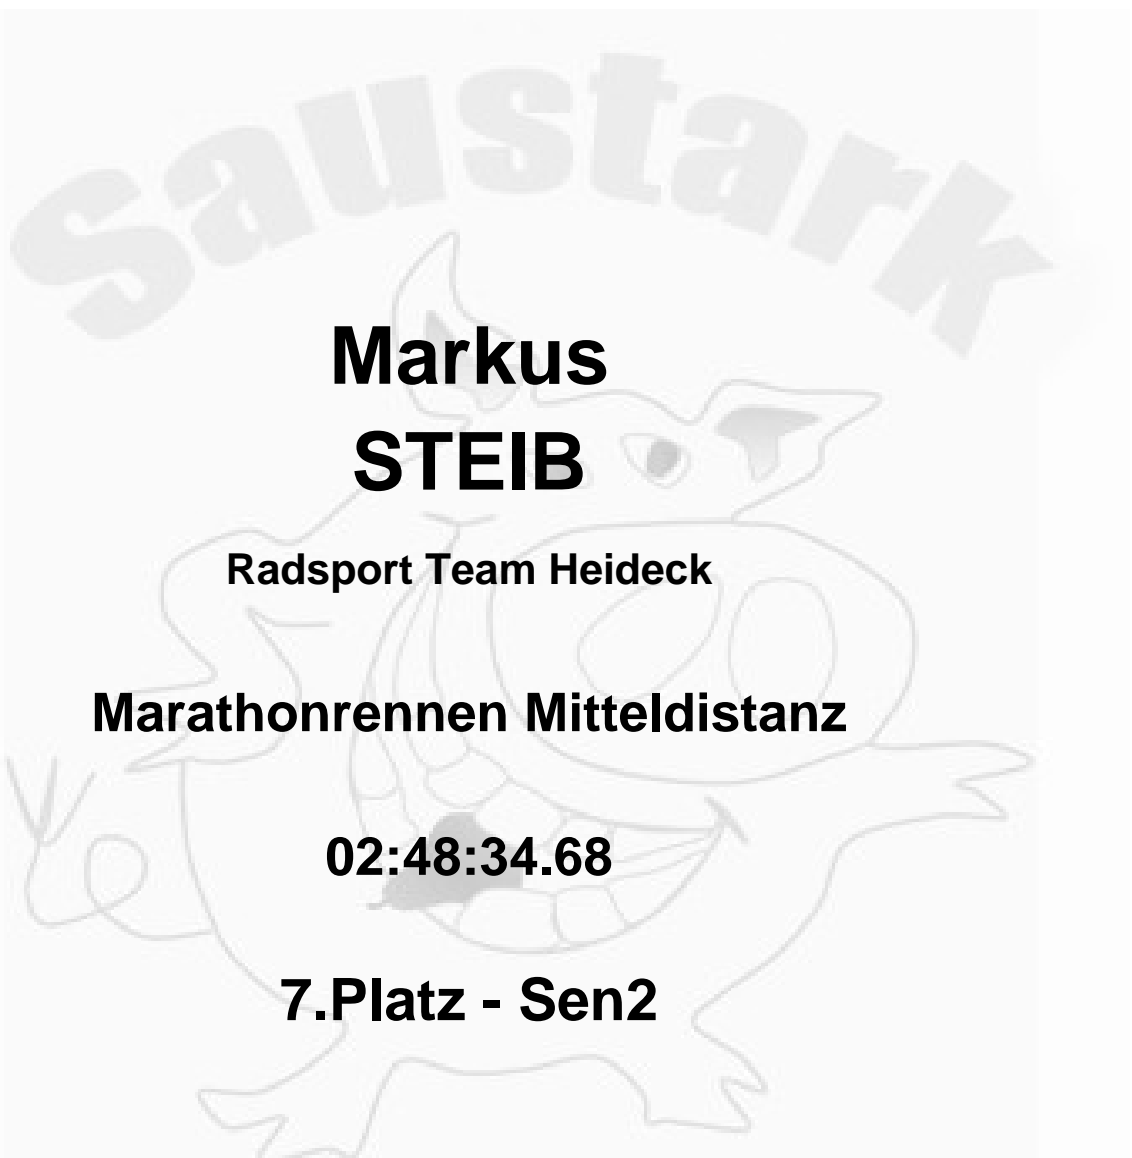 Saustark
Markus
STEIB
Radsport Team Heideck
Marathonrennen Mitteldistanz
02:48:34.68
7.Platz - Sen2